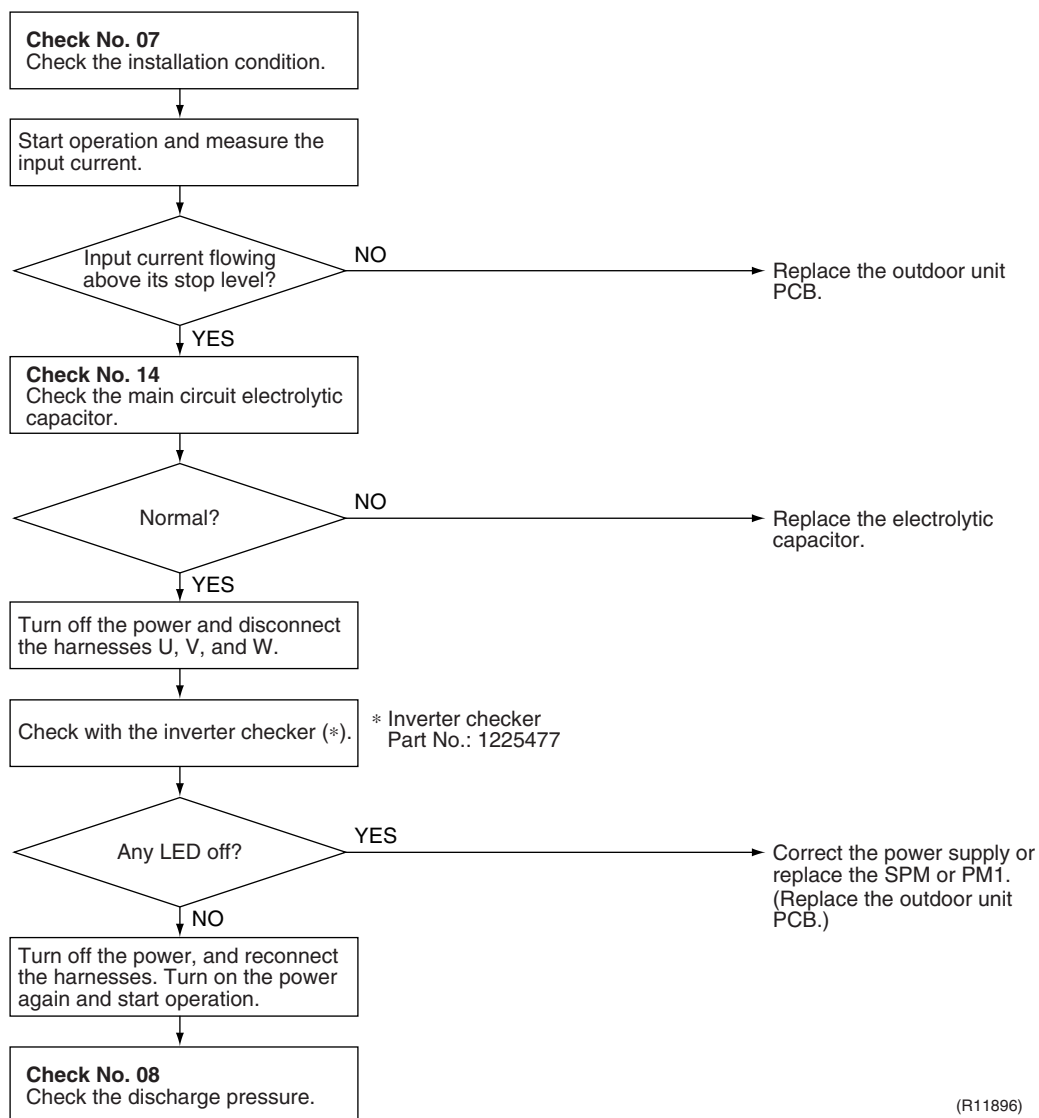 Check No. 07
Check the installation condition.
Start operation and measure the
input current.
Input current flowing
above its stop level?
NO
Replace the outdoor unit
PCB.
YES
Check No. 14
Check the main circuit electrolytic
capacitor.
Normal?
NO
Replace the electrolytic
capacitor.
YES
Turn off the power and disconnect
the harnesses U, V, and W.
Check with the inverter checker (*).
* Inverter checker
Part No.: 1225477
Any LED off?
YES
Correct the power supply or
replace the SPM or PM1.
(Replace the outdoor unit
PCB.)
NO
Turn off the power, and reconnect
the harnesses. Turn on the power
again and start operation.
Check No. 08
Check the discharge pressure.
(R11896)